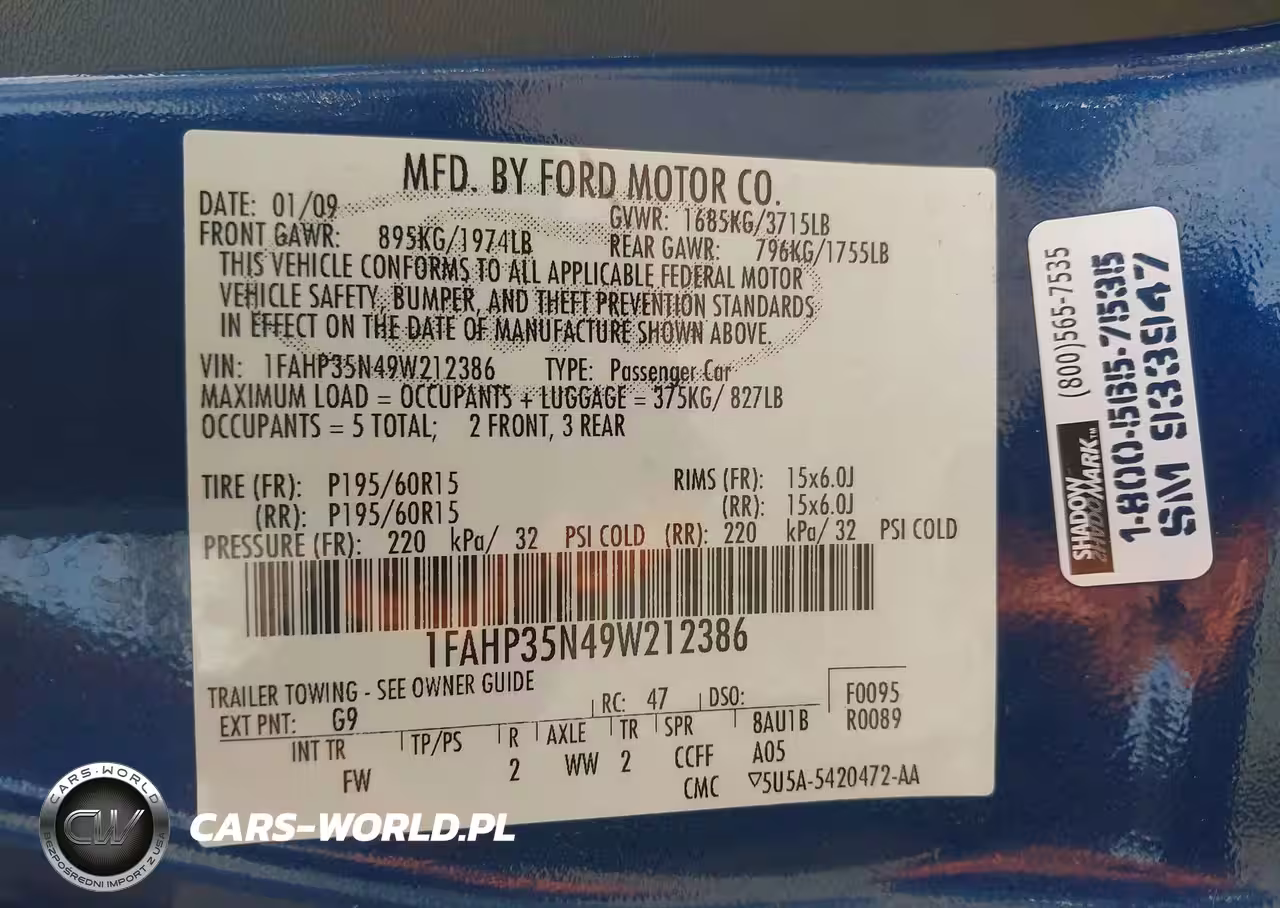 MFD. BY FORD MOTOR CO.
DATE: 01/09 GVWR: 1685KG/3715LB
FRONT GAWR: 895KG/1974LB REAR GAWR: 796KG/1755LB
THIS VEHICLE CONFORMS TO ALL APPLICABLE FEDERAL MOTOR
VEHICLE SAFETY, BUMPER, AND THEFT PREVENTION STANDARDS
IN EFFECT ON THE DATE OF MANUFACTURE SHOWN ABOVE.
VIN: 1FAHP35N49W212386 TYPE: Passenger Car
MAXIMUM LOAD = OCCUPANTS + LUGGAGE = 375KG/ 827LB
OCCUPANTS = 5 TOTAL; 2 FRONT, 3 REAR
TIRE (FR): P195/60R15 RIMS (FR): 15x6.0J
(RR): P195/60R15 (RR): 15x6.0J
PRESSURE (FR): 220 kPa/ 32 PSI COLD (RR): 220 kPa/ 32 PSI COLD
1FAHP35N49W212386
TRAILER TOWING - SEE OWNER GUIDE
EXT PNT: G9 RC: 47 DSO: F0095
INT TR TP/PS R AXLE TR SPR 8AU1B R0089
FW 2 WW 2 CCFF A05
CMC ▽5U5A-5420472-AA
SHADOW MARK™ (800)565-7535
1-800-565-7535
SM 933947
CARS-WORLD
CW
BEZPOŚREDNI IMPORT Z USA
CARS-WORLD.PL